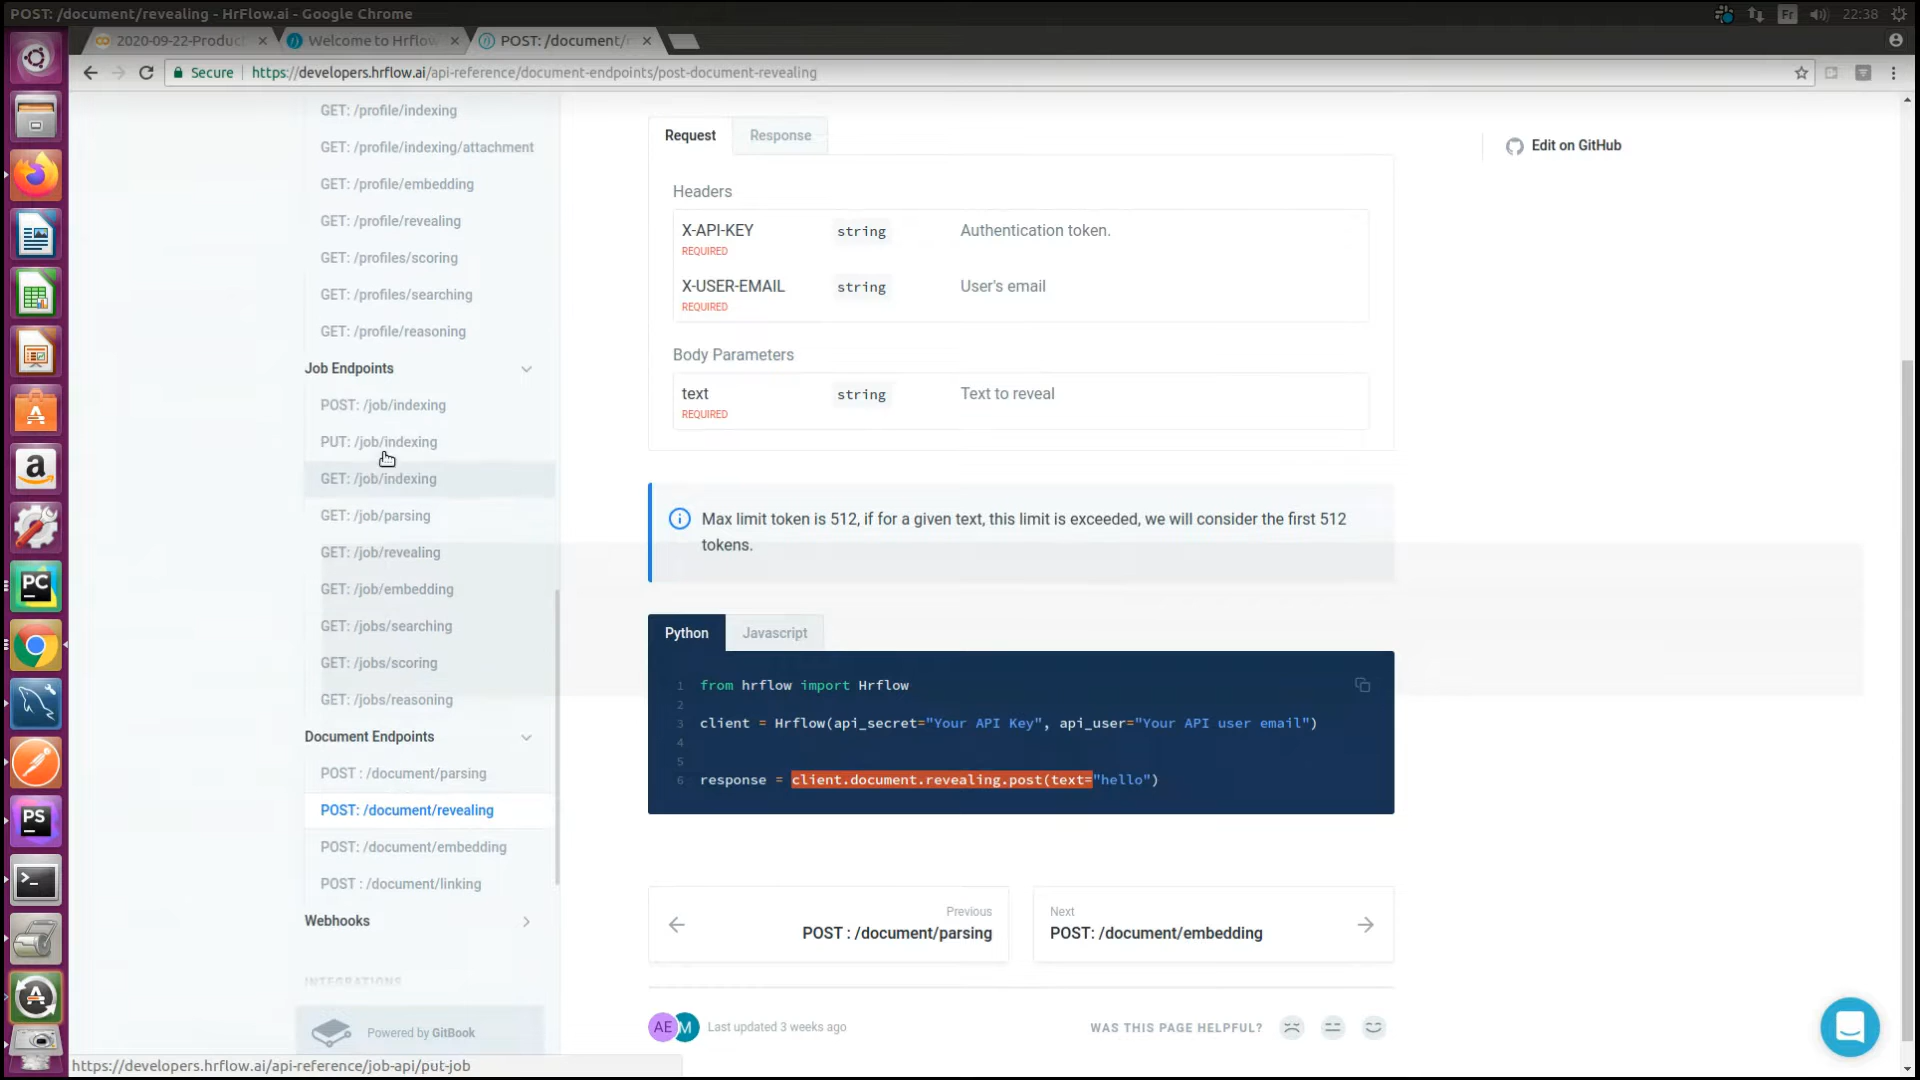 POST: /document/revealing - HrFlow.ai - Google Chrome
Fr
22:38
2020-09-22-Product
Welcome to Hrflow
POST: /document/r
Secure
https://developers.hrflow.ai/api-reference/document-endpoints/post-document-revealing
GET: /profile/indexing
GET: /profile/indexing/attachment
GET: /profile/embedding
GET: /profile/revealing
GET: /profiles/scoring
GET: /profiles/searching
GET: /profile/reasoning
Job Endpoints
POST: /job/indexing
PUT: /job/indexing
GET: /job/indexing
GET: /job/parsing
GET: /job/revealing
GET: /job/embedding
GET: /jobs/searching
GET: /jobs/scoring
GET: /jobs/reasoning
Document Endpoints
POST : /document/parsing
POST: /document/revealing
POST: /document/embedding
POST : /document/linking
Webhooks
INTEGRATIONS
Powered by GitBook
Request
Response
Headers
X-API-KEY string Authentication token.
REQUIRED
X-USER-EMAIL string User's email
REQUIRED
Body Parameters
text string Text to reveal
REQUIRED
Max limit token is 512, if for a given text, this limit is exceeded, we will consider the first 512
tokens.
Python
Javascript
1 from hrflow import Hrflow
2
3 client = Hrflow(api_secret="Your API Key", api_user="Your API user email")
4
5
6 response = client.document.revealing.post(text="hello")
Previous
POST : /document/parsing
Next
POST: /document/embedding
AE M Last updated 3 weeks ago
WAS THIS PAGE HELPFUL?
Edit on GitHub
PC
PS
a
>_
https://developers.hrflow.ai/api-reference/job-api/put-job